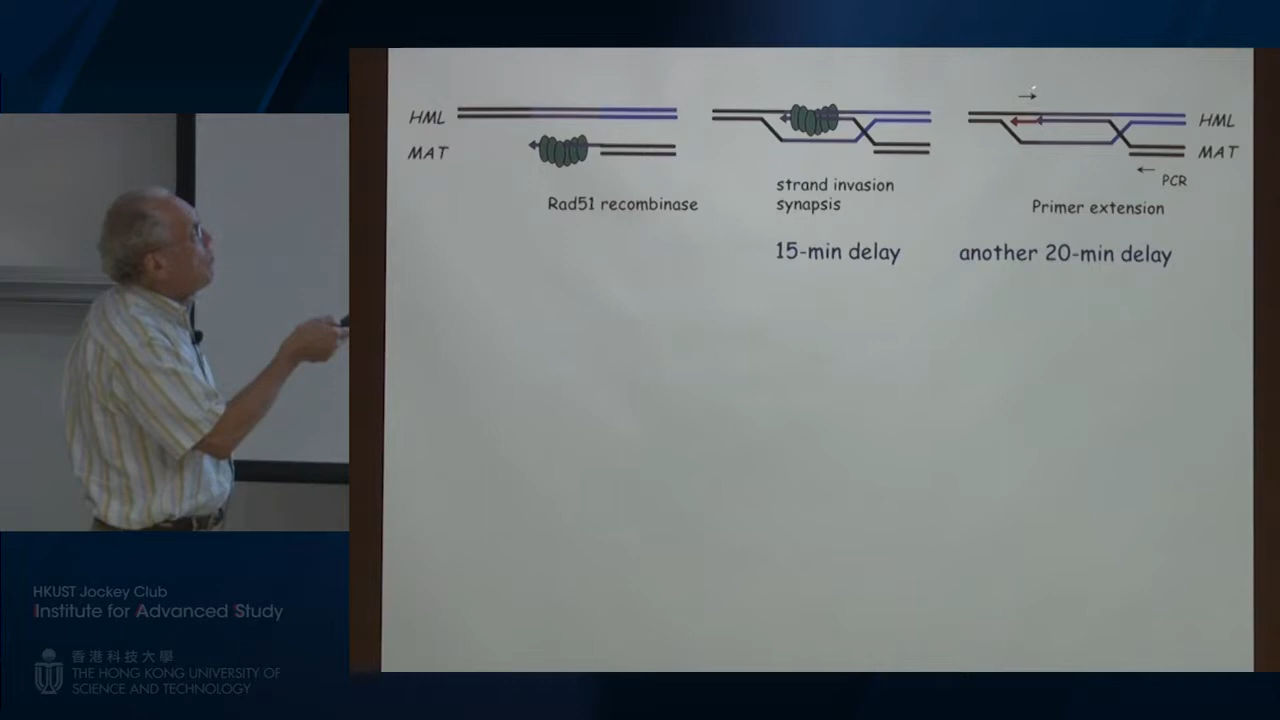 HML
MAT
Rad51 recombinase
strand invasion
synapsis
15-min delay
HML
MAT
PCR
Primer extension
another 20-min delay
HKUST Jockey Club
Institute for Advanced Study
香港科技大學
THE HONG KONG UNIVERSITY OF
SCIENCE AND TECHNOLOGY